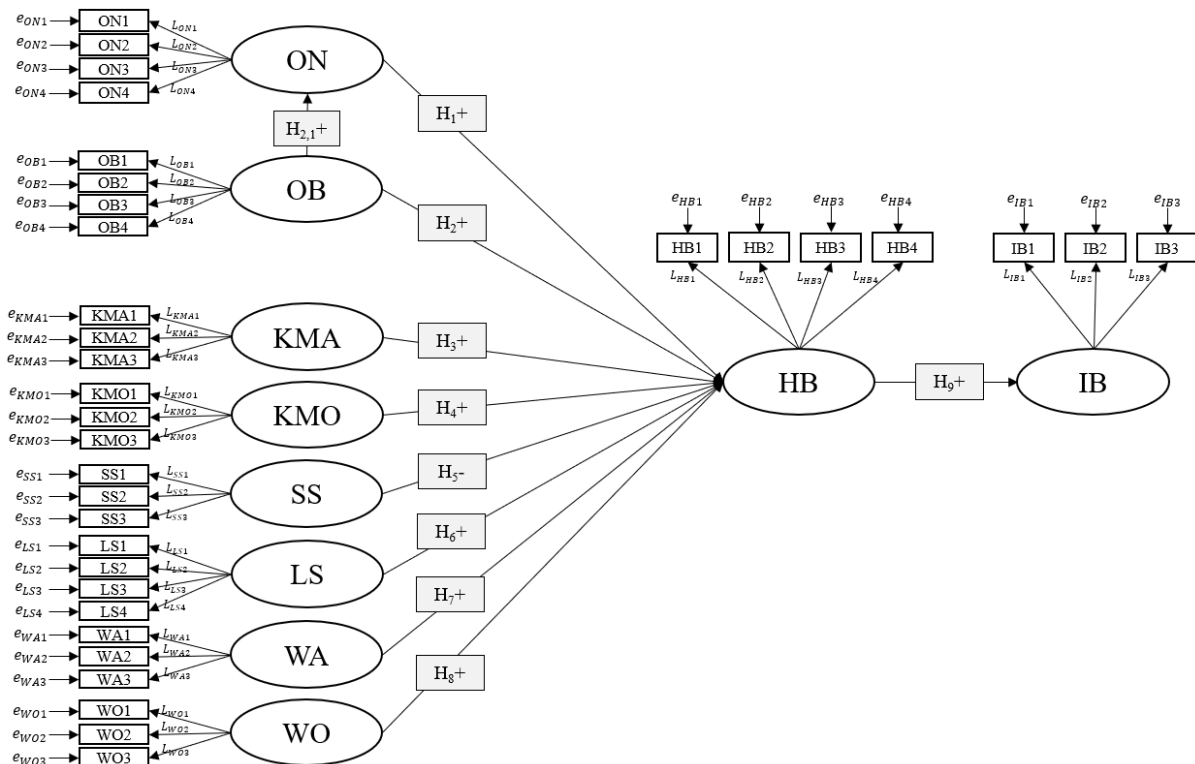 e_ON1 ON1 L_ON1
e_ON2 ON2 L_ON2
e_ON3 ON3 L_ON3
e_ON4 ON4 L_ON4
ON
H₁+
H₂,₁+
e_OB1 OB1 L_OB1
e_OB2 OB2 L_OB2
e_OB3 OB3 L_OB3
e_OB4 OB4 L_OB4
OB
H₂+
e_KMA1 KMA1 L_KMA1
e_KMA2 KMA2 L_KMA2
e_KMA3 KMA3 L_KMA3
KMA
H₃+
e_KMO1 KMO1 L_KMO1
e_KMO2 KMO2 L_KMO2
e_KMO3 KMO3 L_KMO3
KMO
H₄+
e_SS1 SS1 L_SS1
e_SS2 SS2 L_SS2
e_SS3 SS3 L_SS3
SS
H₅-
e_LS1 LS1 L_LS1
e_LS2 LS2 L_LS2
e_LS3 LS3 L_LS3
e_LS4 LS4 L_LS4
LS
H₆+
e_WA1 WA1 L_WA1
e_WA2 WA2 L_WA2
e_WA3 WA3 L_WA3
WA
H₇+
e_WO1 WO1 L_WO1
e_WO2 WO2 L_WO2
e_WO3 WO3 L_WO3
WO
H₈+
e_HB1 e_HB2 e_HB3 e_HB4
HB1 HB2 HB3 HB4
L_HB1 L_HB2 L_HB3 L_HB4
HB
H₉+
e_IB1 e_IB2 e_IB3
IB1 IB2 IB3
L_IB1 L_IB2 L_IB3
IB